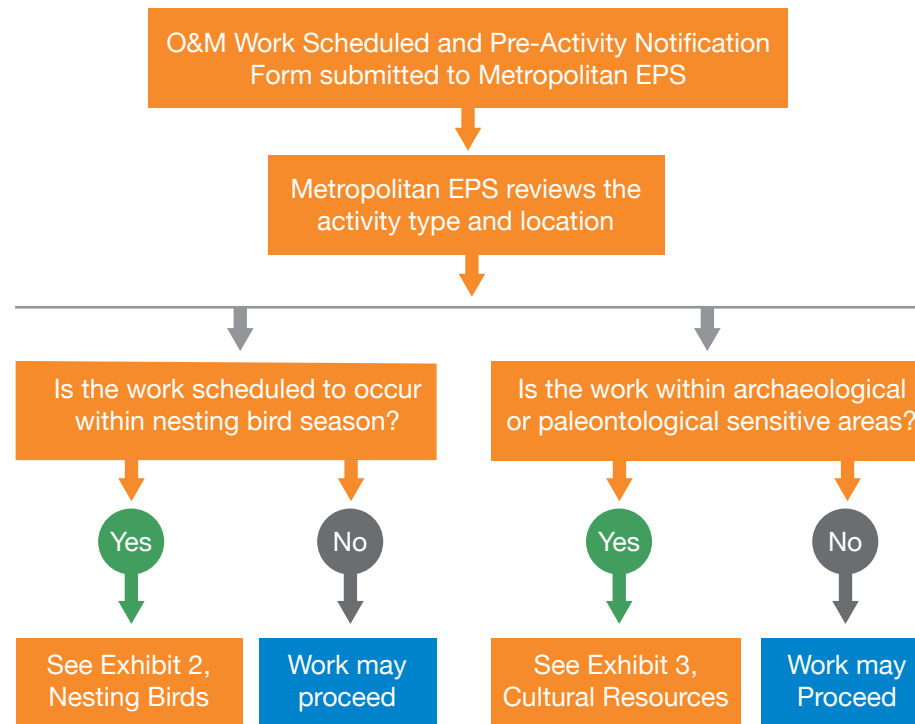 O&M Work Scheduled and Pre-Activity Notification
Form submitted to Metropolitan EPS
Metropolitan EPS reviews the
activity type and location
Is the work scheduled to occur
within nesting bird season?
Is the work within archaeological
or paleontological sensitive areas?
Yes
No
Yes
No
See Exhibit 2,
Nesting Birds
Work may
proceed
See Exhibit 3,
Cultural Resources
Work may
Proceed